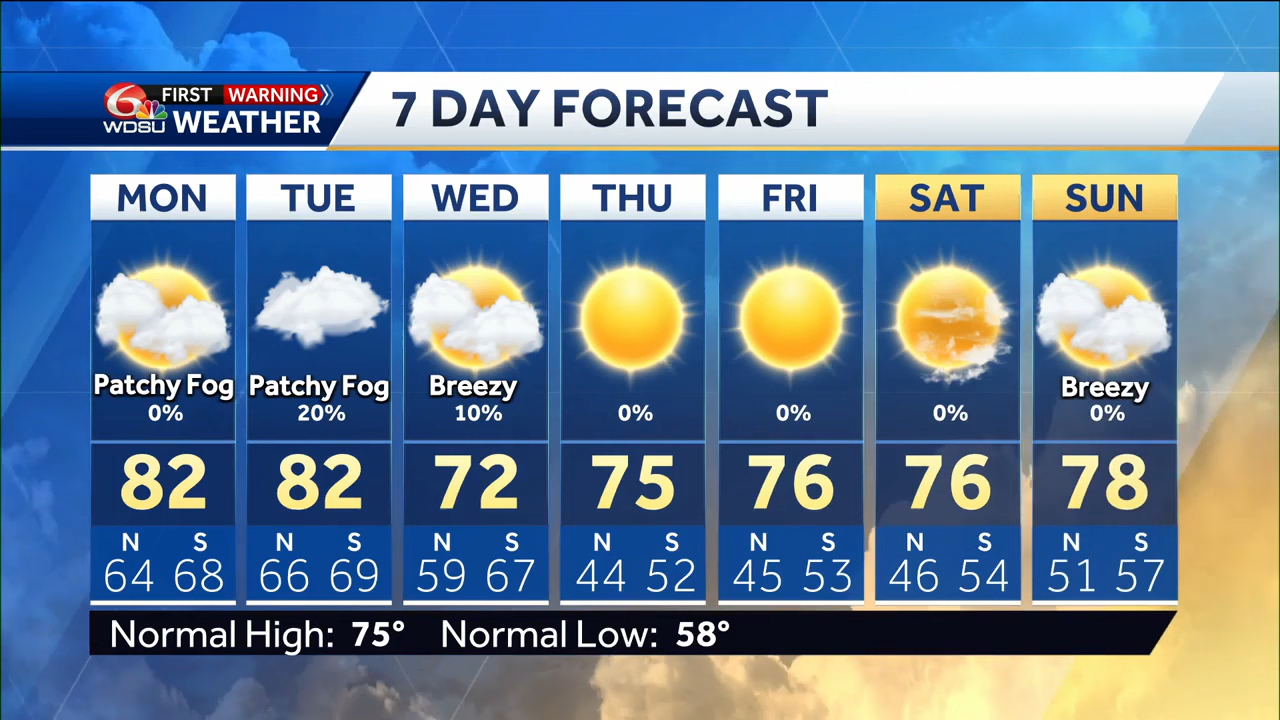 6 FIRST WARNING
WDSU WEATHER
7 DAY FORECAST
MON TUE WED THU FRI SAT SUN
Patchy Fog Patchy Fog Breezy Breezy
0% 20% 10% 0% 0% 0% 0%
82 82 72 75 76 76 78
N S N S N S N S N S N S N S
64 68 66 69 59 67 44 52 45 53 46 54 51 57
Normal High: 75° Normal Low: 58°